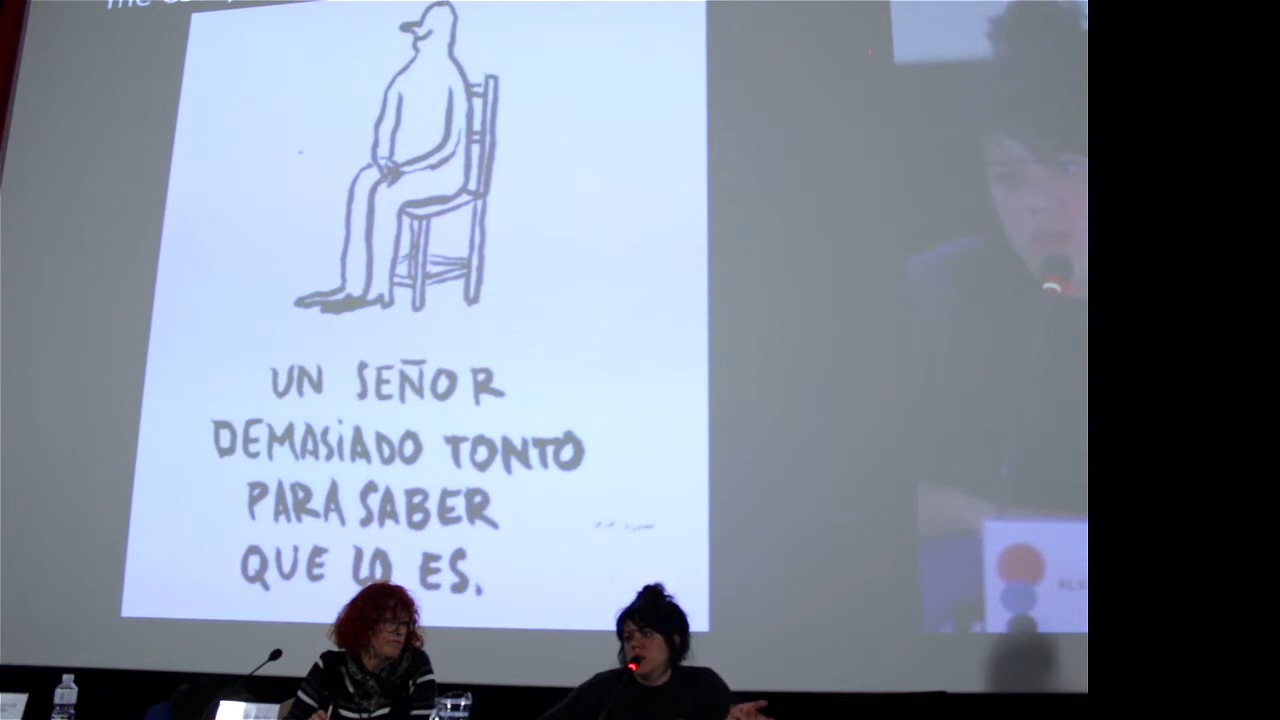 UN SEÑOR
DEMASiADO TONTO
PARA SABER
QUE LO ES.